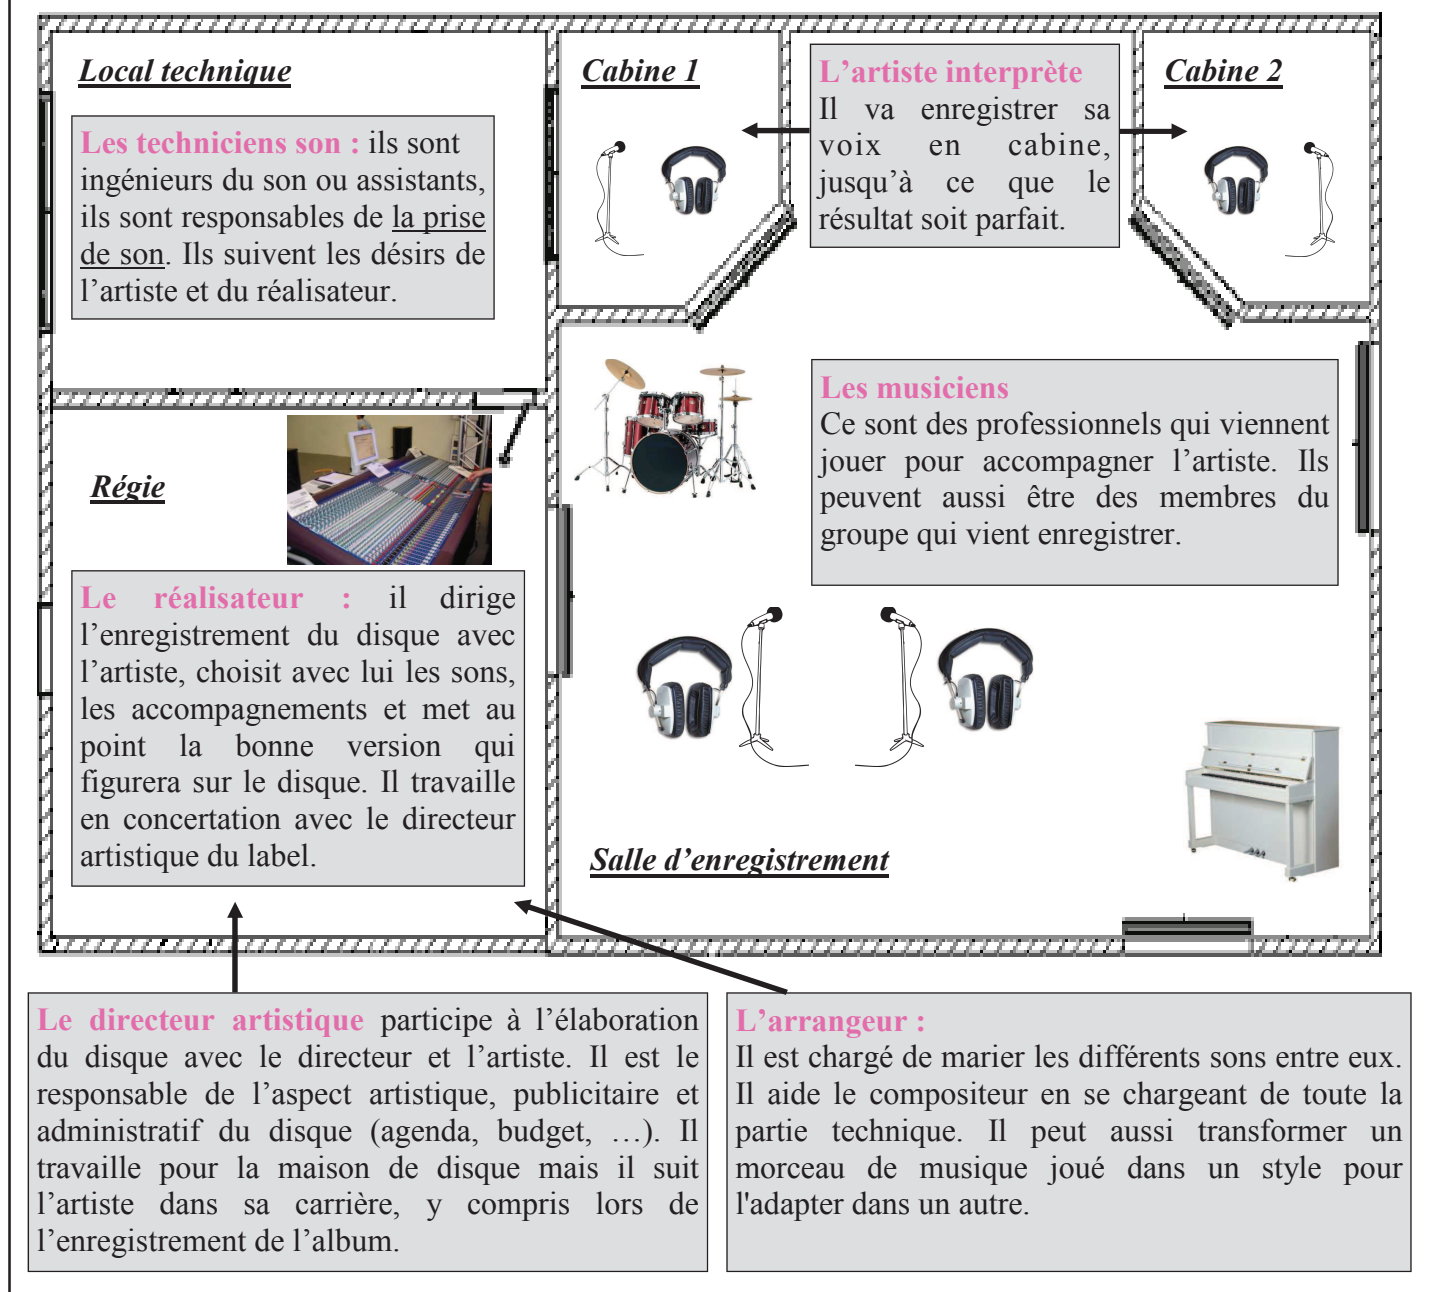 Local technique
Les techniciens son : ils sont
ingénieurs du son ou assistants,
ils sont responsables de la prise
de son. Ils suivent les désirs de
l’artiste et du réalisateur.
Cabine 1
L’artiste interprète
Il va enregistrer sa
voix en cabine,
jusqu’à ce que le
résultat soit parfait.
Cabine 2
Régie
Le réalisateur : il dirige
l’enregistrement du disque avec
l’artiste, choisit avec lui les sons,
les accompagnements et met au
point la bonne version qui
figurera sur le disque. Il travaille
en concertation avec le directeur
artistique du label.
Les musiciens
Ce sont des professionnels qui viennent
jouer pour accompagner l’artiste. Ils
peuvent aussi être des membres du
groupe qui vient enregistrer.
Salle d’enregistrement
Le directeur artistique participe à l’élaboration
du disque avec le directeur et l’artiste. Il est le
responsable de l’aspect artistique, publicitaire et
administratif du disque (agenda, budget, …). Il
travaille pour la maison de disque mais il suit
l’artiste dans sa carrière, y compris lors de
l’enregistrement de l’album.
L’arrangeur :
Il est chargé de marier les différents sons entre eux.
Il aide le compositeur en se chargeant de toute la
partie technique. Il peut aussi transformer un
morceau de musique joué dans un style pour
l'adapter dans un autre.